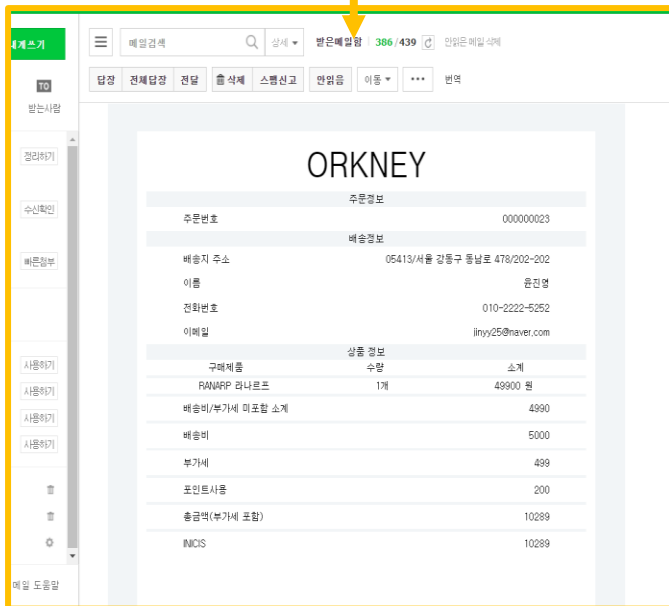 메일검색 상세 받은메일함 386/439 안읽은 메일 삭제
답장 전체답장 전달 삭제 스팸신고 안읽음 이동 ••• 번역
TO
받는사람
정리하기
수신확인
빠른첨부
사용하기
사용하기
사용하기
사용하기
메일 도움말
ORKNEY
주문정보
주문번호 000000023
배송정보
배송지 주소 05413/서울 강동구 동남로 478/202-202
이름 윤진영
전화번호 010-2222-5252
이메일 jinyy25@naver.com
상품 정보
구매제품 수량 소계
RANARP 라나르프 1개 49900 원
배송비/부가세 미포함 소계 4990
배송비 5000
부가세 499
포인트사용 200
총금액(부가세 포함) 10289
INICIS 10289